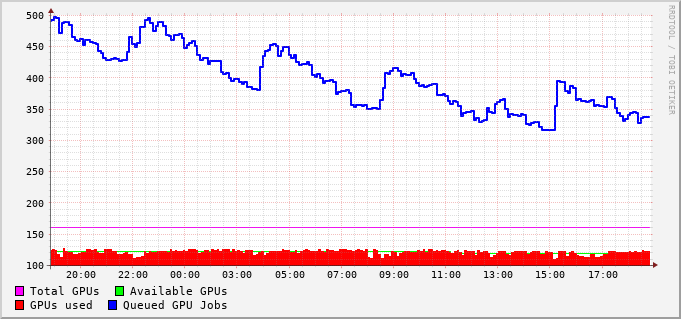 500
450
400
350
300
250
200
150
100
20:00 22:00 00:00 03:00 05:00 07:00 09:00 11:00 13:00 15:00 17:00
Total GPUs Available GPUs
GPUs used Queued GPU Jobs
RRDTOOL / TOBI OETIKER